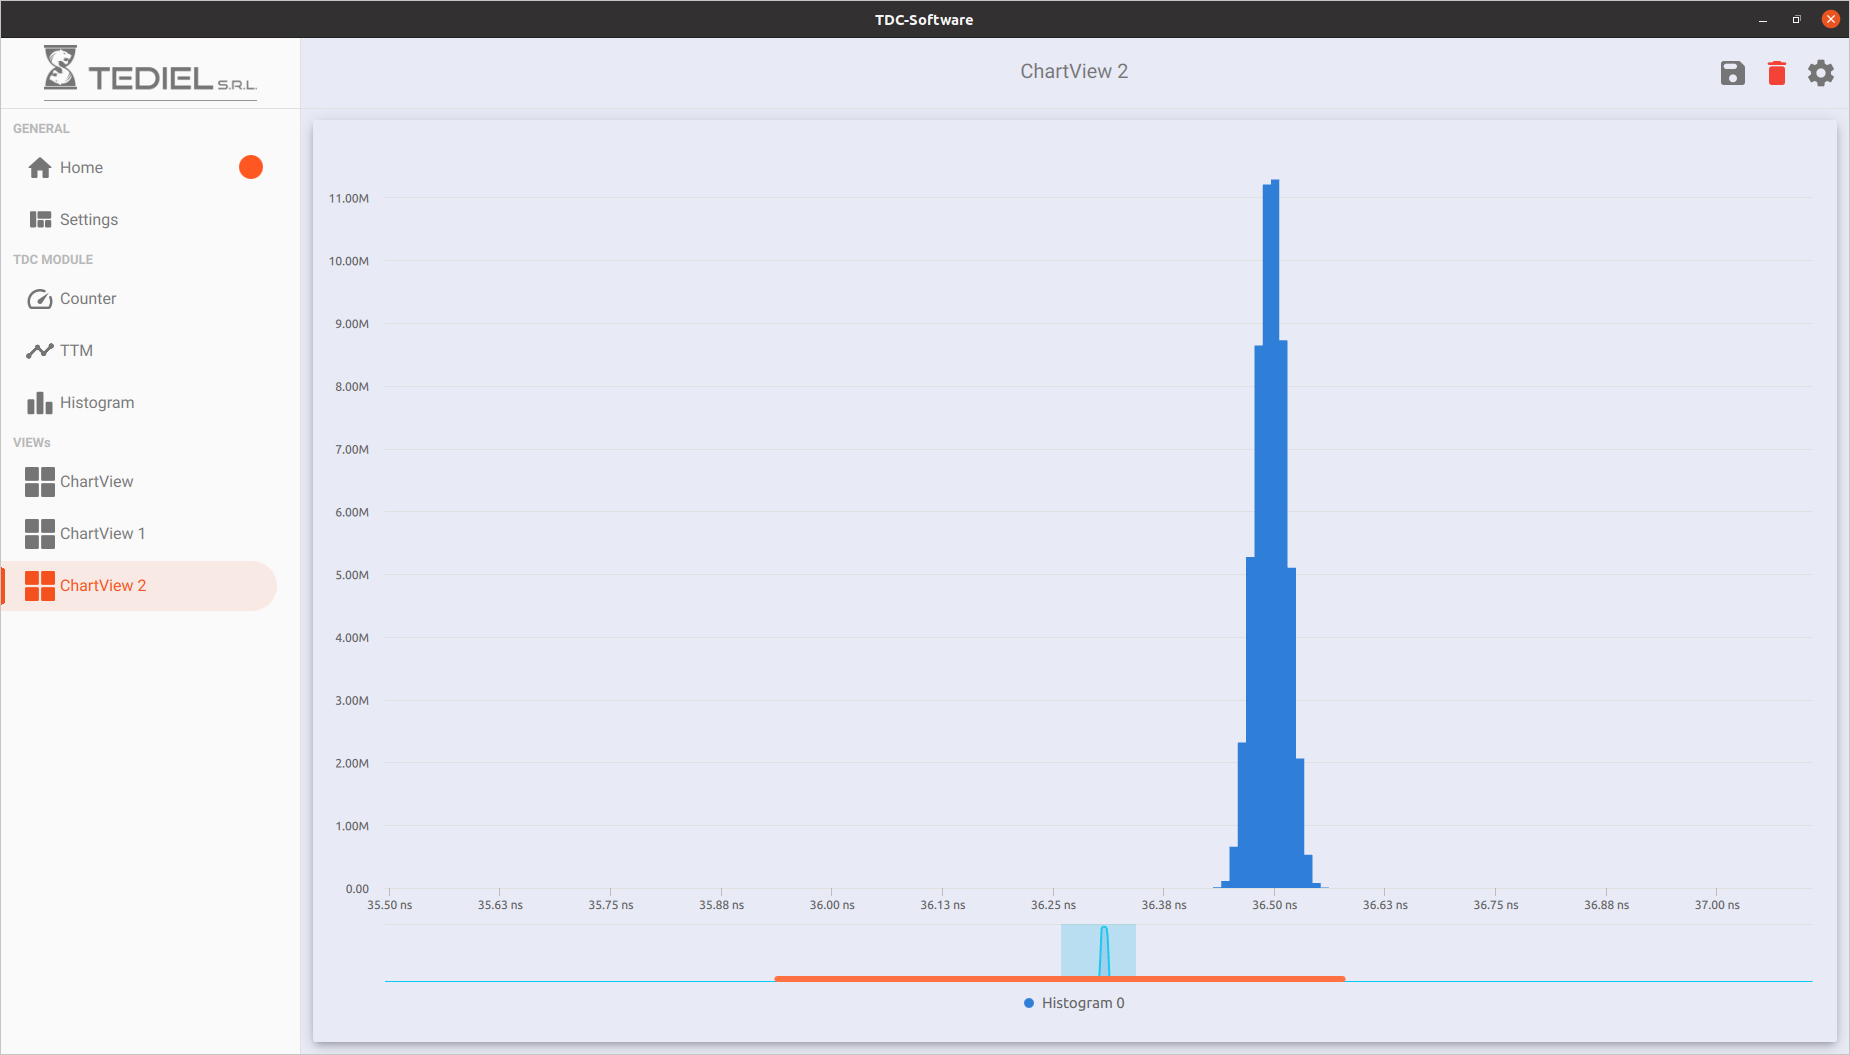 TDC-Software
TEDIEL S.R.L.
ChartView 2
GENERAL
Home
Settings
TDC MODULE
Counter
TTM
Histogram
VIEWs
ChartView
ChartView 1
ChartView 2
11.00M
10.00M
9.00M
8.00M
7.00M
6.00M
5.00M
4.00M
3.00M
2.00M
1.00M
0.00
35.50 ns 35.63 ns 35.75 ns 35.88 ns 36.00 ns 36.13 ns 36.25 ns 36.38 ns 36.50 ns 36.63 ns 36.75 ns 36.88 ns 37.00 ns
Histogram 0